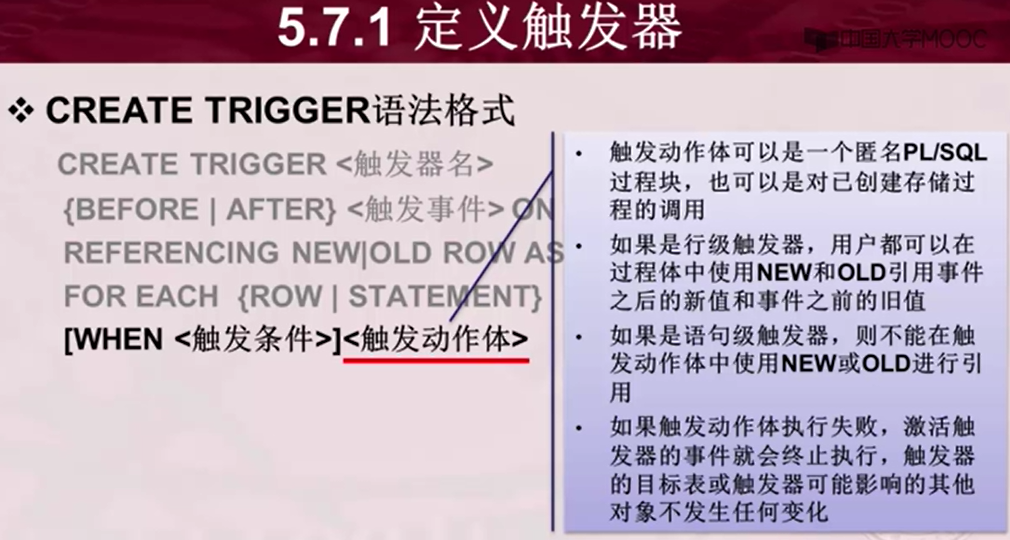 5.7.1 定义触发器
中国大学MOOC
❖ CREATE TRIGGER语法格式
CREATE TRIGGER <触发器名>
{BEFORE | AFTER} <触发事件> ON
REFERENCING NEW|OLD ROW AS
FOR EACH {ROW | STATEMENT}
[WHEN <触发条件>]<触发动作体>
• 触发动作体可以是一个匿名PL/SQL
过程块，也可以是对已创建存储过
程的调用
• 如果是行级触发器，用户都可以在
过程体中使用NEW和OLD引用事件
之后的新值和事件之前的旧值
• 如果是语句级触发器，则不能在触
发动作体中使用NEW或OLD进行引
用
• 如果触发动作体执行失败，激活触
发器的事件就会终止执行，触发器
的目标表或触发器可能影响的其他
对象不发生任何变化